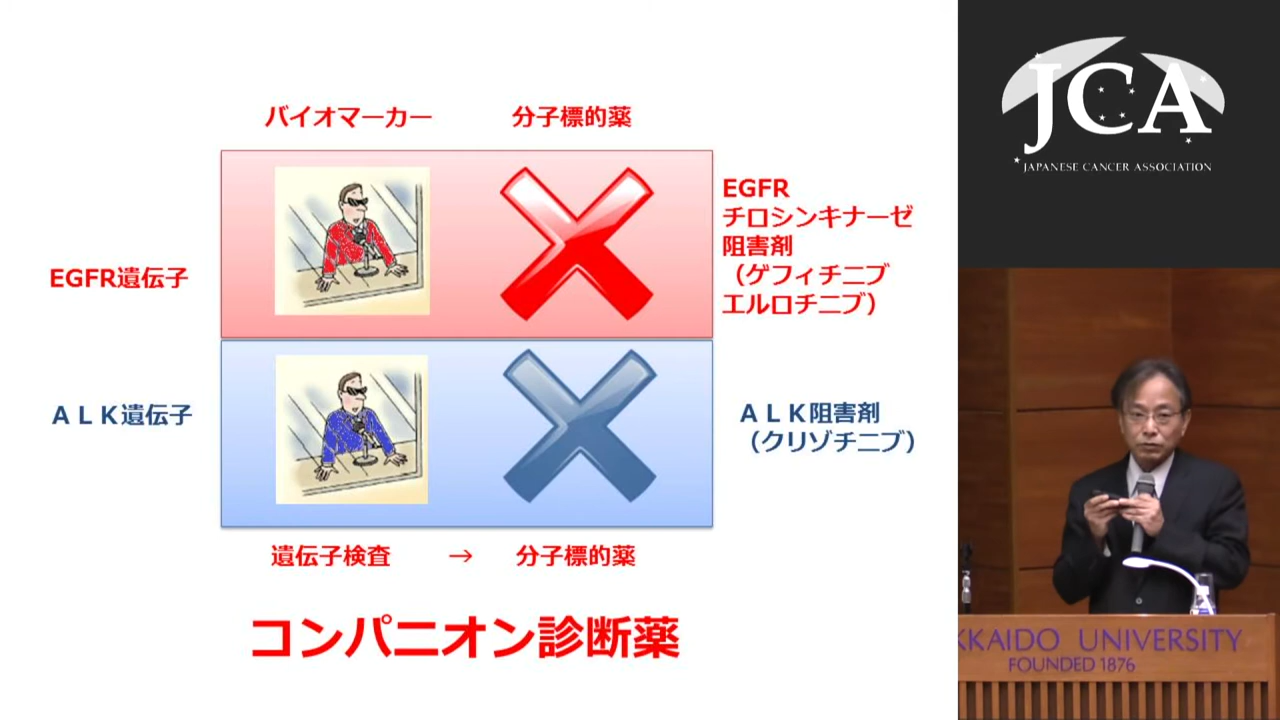 バイオマーカー 分子標的薬
EGFR遺伝子
EGFR
チロシンキナーゼ
阻害剤
（ゲフィチニブ
エルロチニブ）
ＡＬＫ遺伝子
ＡＬＫ阻害剤
（クリゾチニブ）
遺伝子検査 → 分子標的薬
コンパニオン診断薬
JCA
JAPANESE CANCER ASSOCIATION
KKAIDO UNIVERSITY
FOUNDED 1876